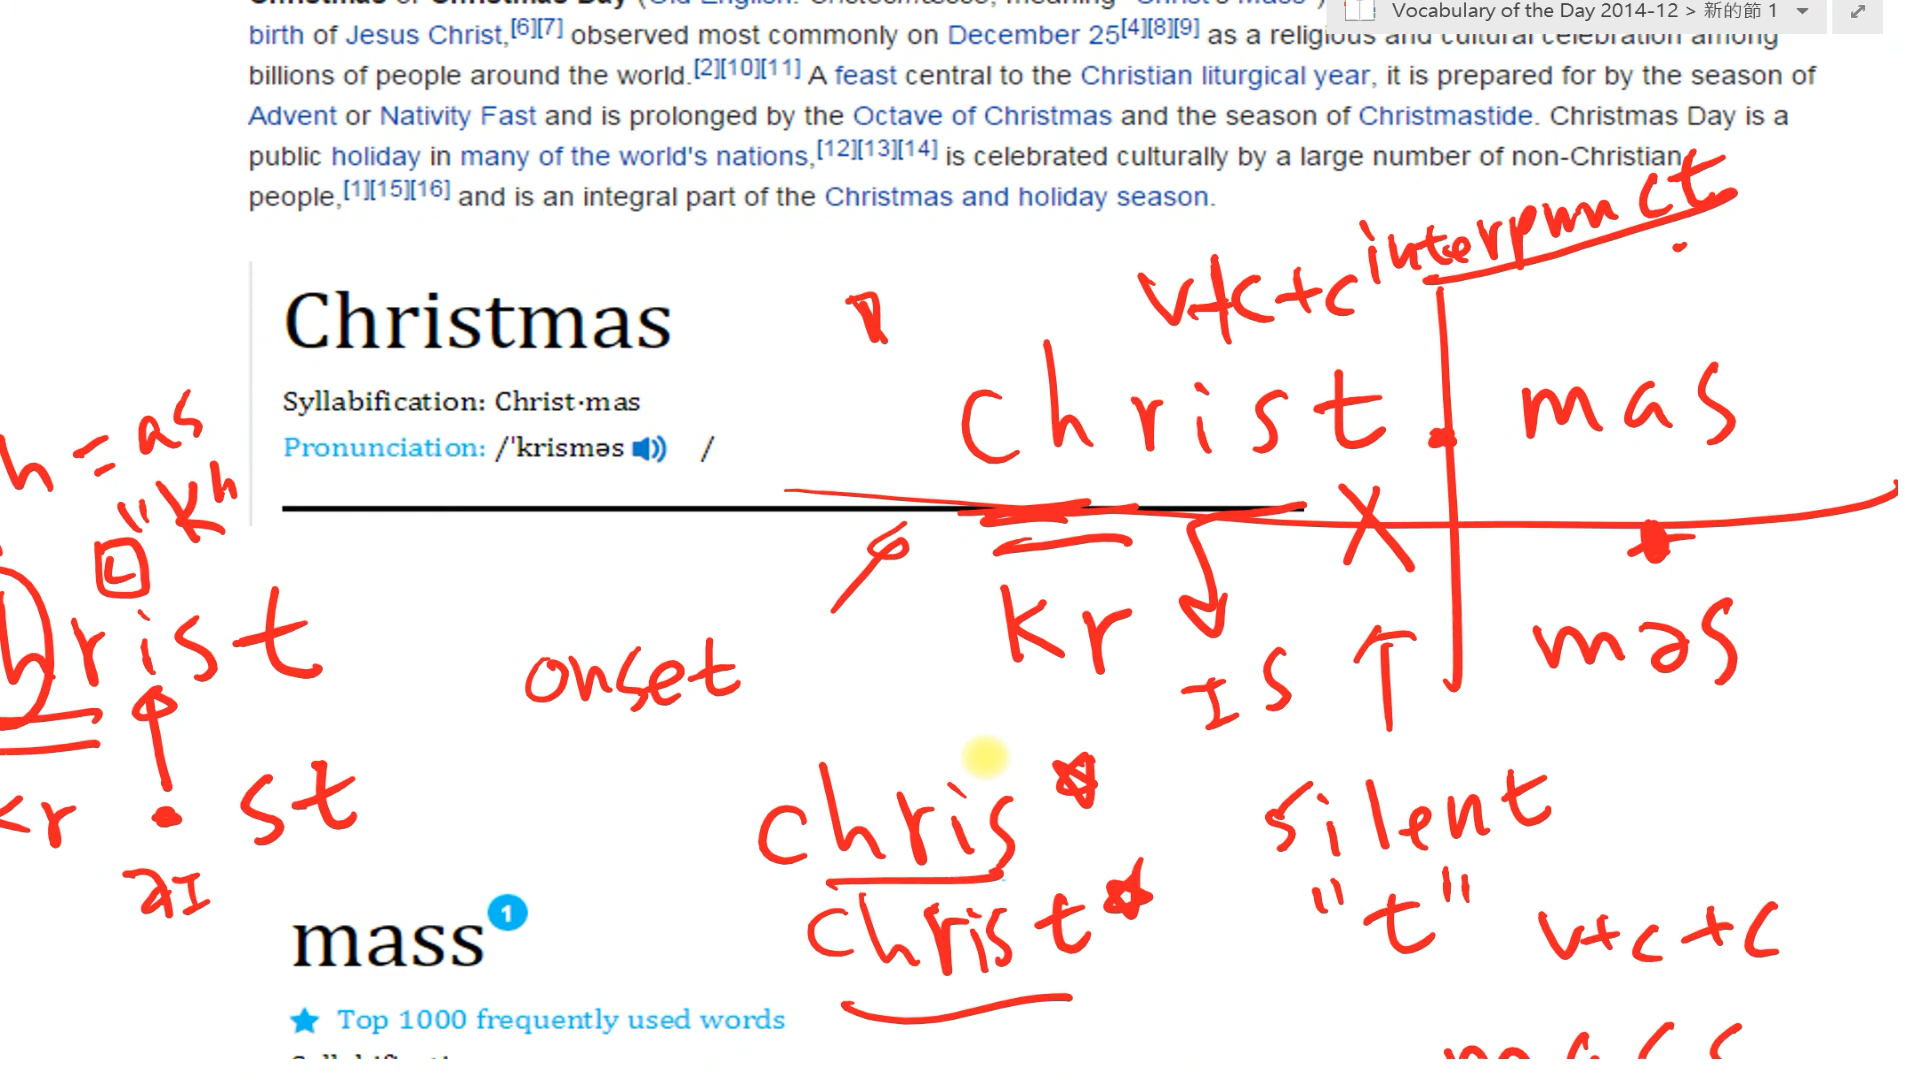 Vocabulary of the Day 2014-12 > 新的節 1
birth of Jesus Christ,[6][7] observed most commonly on December 25[4][8][9] as a religious and cultural celebration among
billions of people around the world.[2][10][11] A feast central to the Christian liturgical year, it is prepared for by the season of
Advent or Nativity Fast and is prolonged by the Octave of Christmas and the season of Christmastide. Christmas Day is a
public holiday in many of the world's nations,[12][13][14] is celebrated culturally by a large number of non-Christian
people,[1][15][16] and is an integral part of the Christmas and holiday season.
interpunct
v+c+c
Christmas
Christ · mas
Syllabification: Christ·mas
Pronunciation: /ˈkrisməs /
h = as
"Kh
X
kr IS məs
hrist
onset
kr st
aI
chris
silent
"t"
christ
v+c+c
mass 1
Top 1000 frequently used words